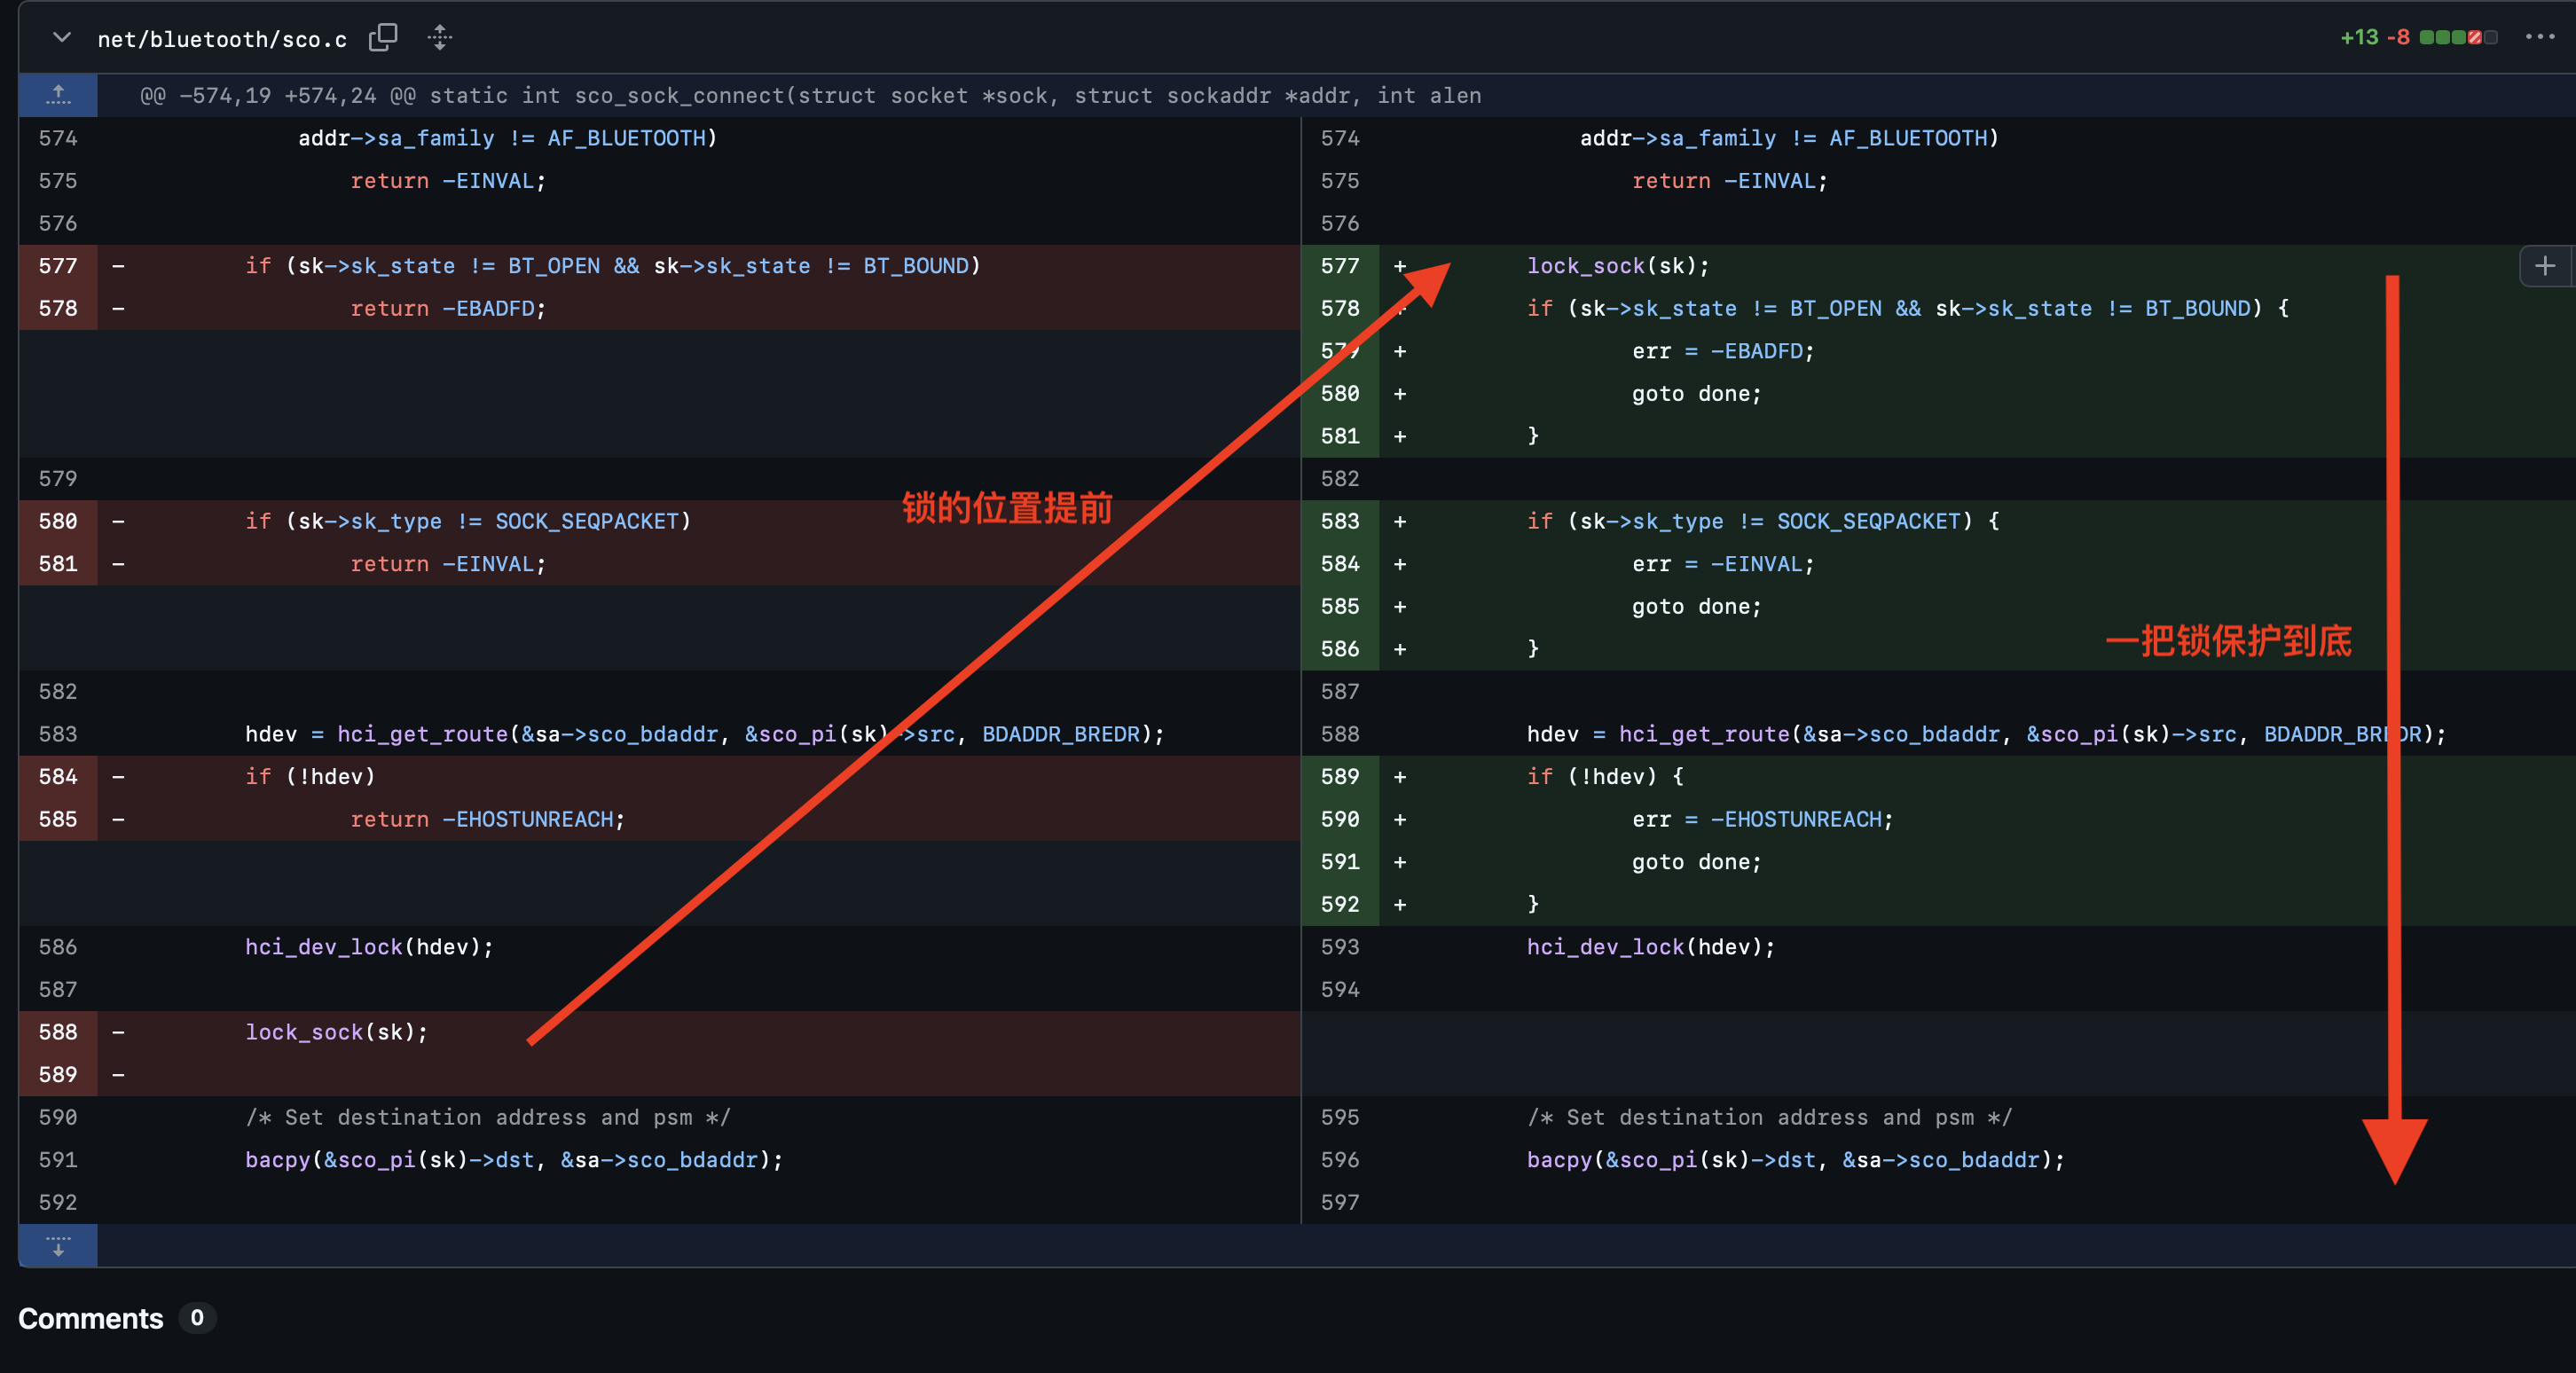 net/bluetooth/sco.c
+13 -8
@@ -574,19 +574,24 @@ static int sco_sock_connect(struct socket *sock, struct sockaddr *addr, int alen
574 addr->sa_family != AF_BLUETOOTH)
575 return -EINVAL;
576
577 - if (sk->sk_state != BT_OPEN && sk->sk_state != BT_BOUND)
578 - return -EBADFD;
579
580 - if (sk->sk_type != SOCK_SEQPACKET)
581 - return -EINVAL;
582
583 hdev = hci_get_route(&sa->sco_bdaddr, &sco_pi(sk)->src, BDADDR_BREDR);
584 - if (!hdev)
585 - return -EHOSTUNREACH;
586 hci_dev_lock(hdev);
587
588 - lock_sock(sk);
589 -
590 /* Set destination address and psm */
591 bacpy(&sco_pi(sk)->dst, &sa->sco_bdaddr);
592
锁的位置提前
574 addr->sa_family != AF_BLUETOOTH)
575 return -EINVAL;
576
577 + lock_sock(sk);
578 + if (sk->sk_state != BT_OPEN && sk->sk_state != BT_BOUND) {
579 + err = -EBADFD;
580 + goto done;
581 + }
582
583 + if (sk->sk_type != SOCK_SEQPACKET) {
584 + err = -EINVAL;
585 + goto done;
586 + }
587
588 hdev = hci_get_route(&sa->sco_bdaddr, &sco_pi(sk)->src, BDADDR_BREDR);
589 + if (!hdev) {
590 + err = -EHOSTUNREACH;
591 + goto done;
592 + }
593 hci_dev_lock(hdev);
594
595 /* Set destination address and psm */
596 bacpy(&sco_pi(sk)->dst, &sa->sco_bdaddr);
597
一把锁保护到底
Comments 0